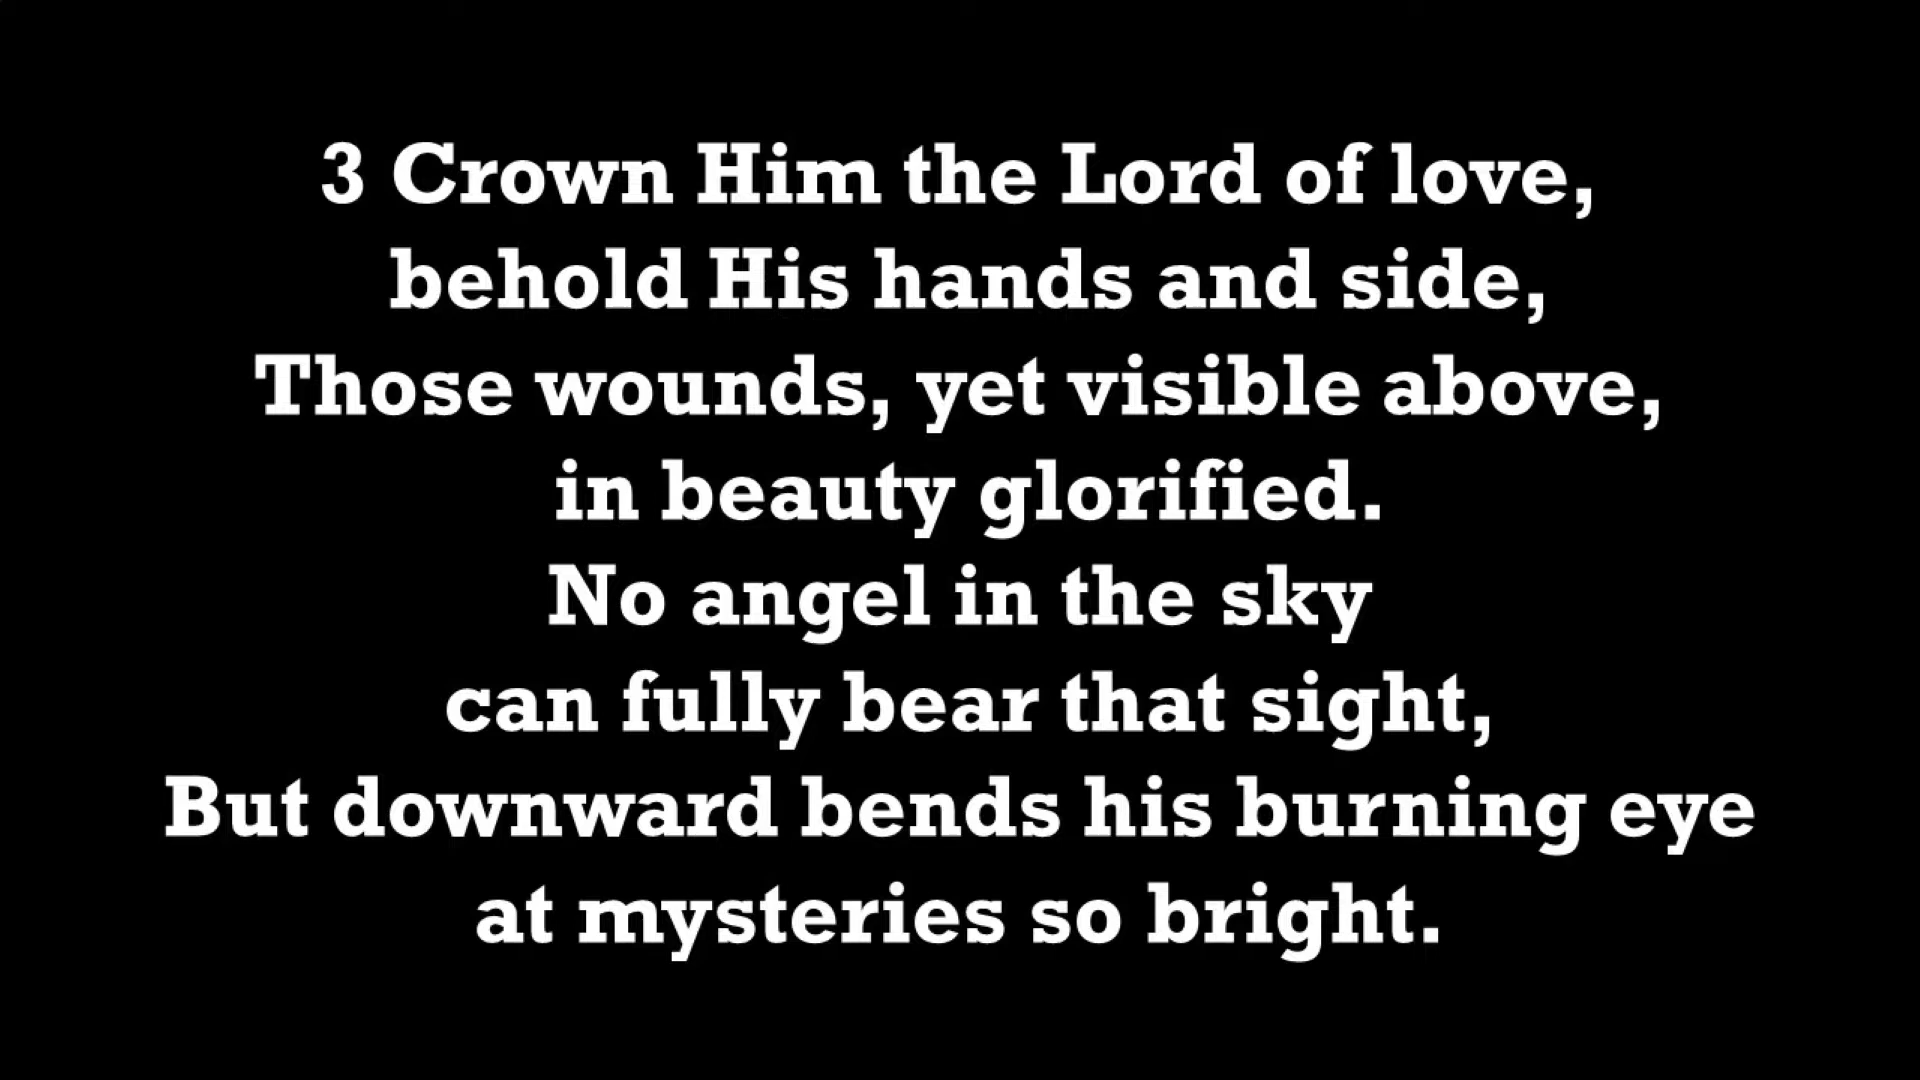 3 Crown Him the Lord of love,
behold His hands and side,
Those wounds, yet visible above,
in beauty glorified.
No angel in the sky
can fully bear that sight,
But downward bends his burning eye
at mysteries so bright.